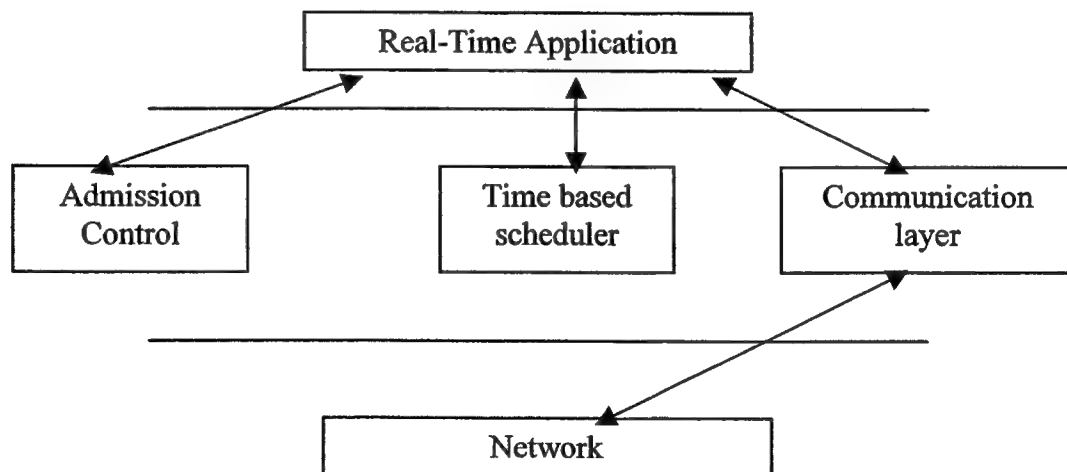 Real-Time Application
Admission
Control
Time based
scheduler
Communication
layer
Network